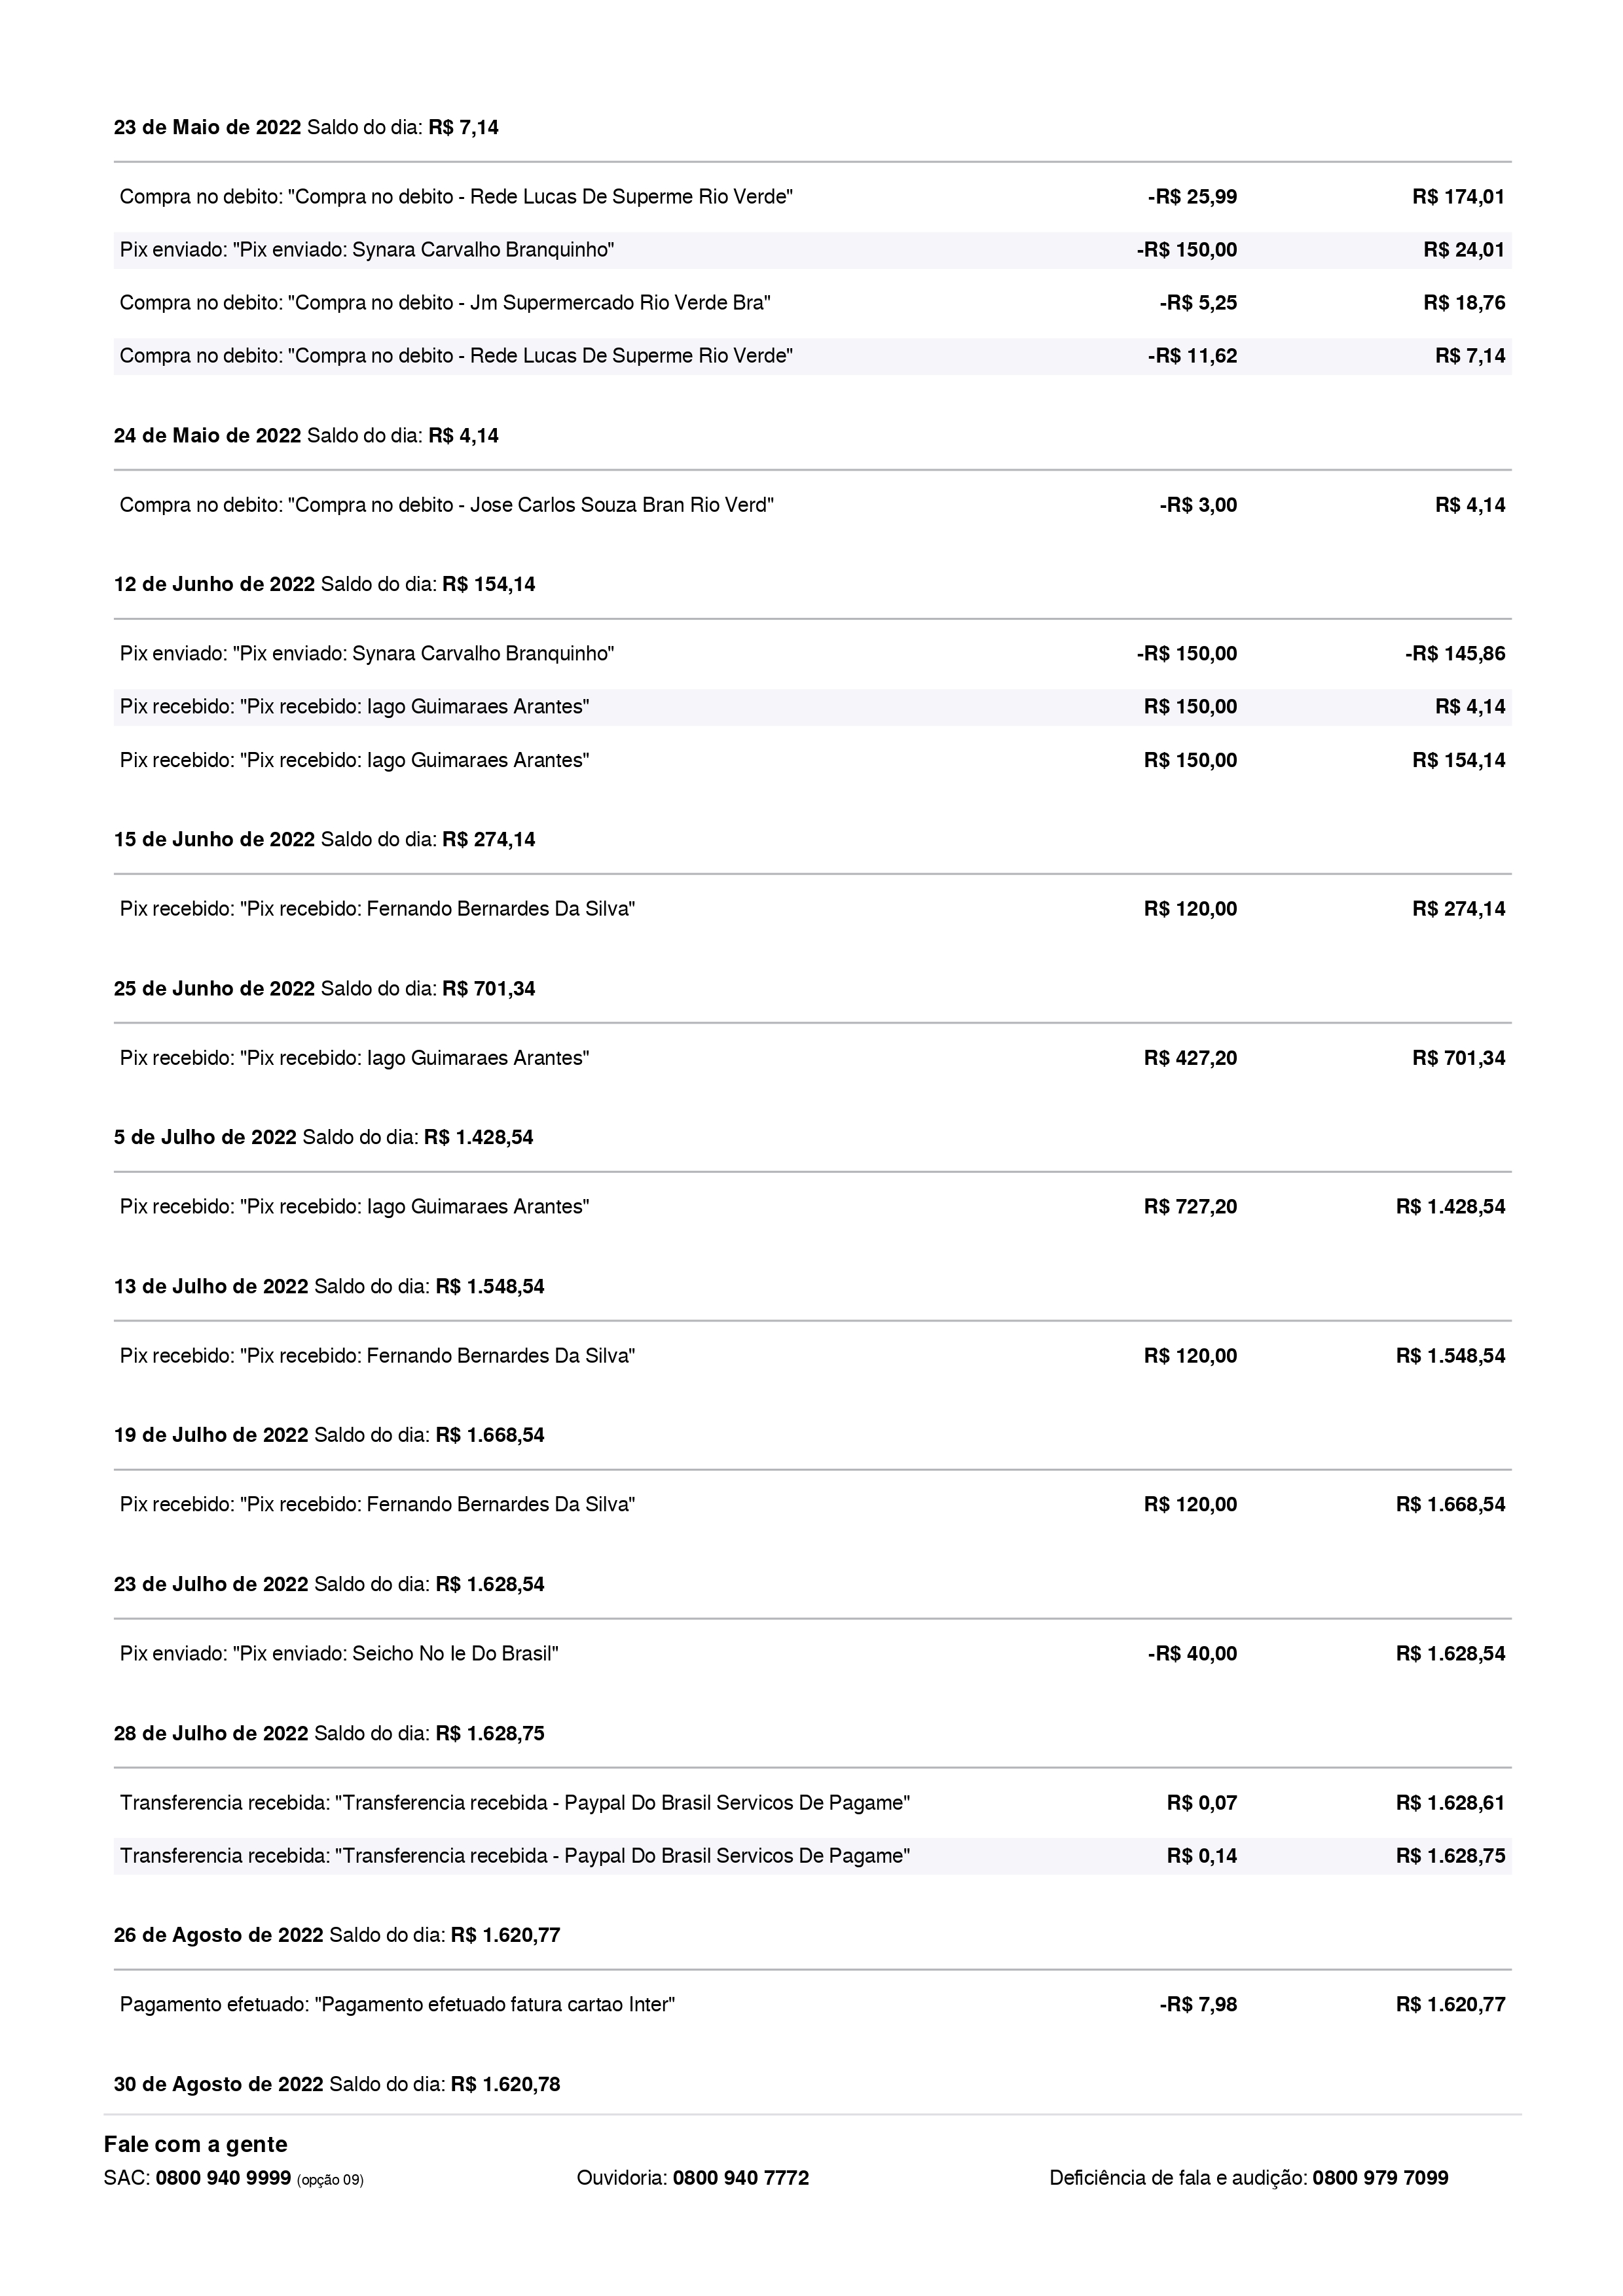 23 de Maio de 2022 Saldo do dia: R$ 7,14
Compra no debito: "Compra no debito - Rede Lucas De Superme Rio Verde" -R$ 25,99 R$ 174,01
Pix enviado: "Pix enviado: Synara Carvalho Branquinho" -R$ 150,00 R$ 24,01
Compra no debito: "Compra no debito - Jm Supermercado Rio Verde Bra" -R$ 5,25 R$ 18,76
Compra no debito: "Compra no debito - Rede Lucas De Superme Rio Verde" -R$ 11,62 R$ 7,14
24 de Maio de 2022 Saldo do dia: R$ 4,14
Compra no debito: "Compra no debito - Jose Carlos Souza Bran Rio Verd" -R$ 3,00 R$ 4,14
12 de Junho de 2022 Saldo do dia: R$ 154,14
Pix enviado: "Pix enviado: Synara Carvalho Branquinho" -R$ 150,00 -R$ 145,86
Pix recebido: "Pix recebido: Iago Guimaraes Arantes" R$ 150,00 R$ 4,14
Pix recebido: "Pix recebido: Iago Guimaraes Arantes" R$ 150,00 R$ 154,14
15 de Junho de 2022 Saldo do dia: R$ 274,14
Pix recebido: "Pix recebido: Fernando Bernardes Da Silva" R$ 120,00 R$ 274,14
25 de Junho de 2022 Saldo do dia: R$ 701,34
Pix recebido: "Pix recebido: Iago Guimaraes Arantes" R$ 427,20 R$ 701,34
5 de Julho de 2022 Saldo do dia: R$ 1.428,54
Pix recebido: "Pix recebido: Iago Guimaraes Arantes" R$ 727,20 R$ 1.428,54
13 de Julho de 2022 Saldo do dia: R$ 1.548,54
Pix recebido: "Pix recebido: Fernando Bernardes Da Silva" R$ 120,00 R$ 1.548,54
19 de Julho de 2022 Saldo do dia: R$ 1.668,54
Pix recebido: "Pix recebido: Fernando Bernardes Da Silva" R$ 120,00 R$ 1.668,54
23 de Julho de 2022 Saldo do dia: R$ 1.628,54
Pix enviado: "Pix enviado: Seicho No Ie Do Brasil" -R$ 40,00 R$ 1.628,54
28 de Julho de 2022 Saldo do dia: R$ 1.628,75
Transferencia recebida: "Transferencia recebida - Paypal Do Brasil Servicos De Pagame" R$ 0,07 R$ 1.628,61
Transferencia recebida: "Transferencia recebida - Paypal Do Brasil Servicos De Pagame" R$ 0,14 R$ 1.628,75
26 de Agosto de 2022 Saldo do dia: R$ 1.620,77
Pagamento efetuado: "Pagamento efetuado fatura cartao Inter" -R$ 7,98 R$ 1.620,77
30 de Agosto de 2022 Saldo do dia: R$ 1.620,78
Fale com a gente
SAC: 0800 940 9999 (opção 09) Ouvidoria: 0800 940 7772 Deficiência de fala e audição: 0800 979 7099